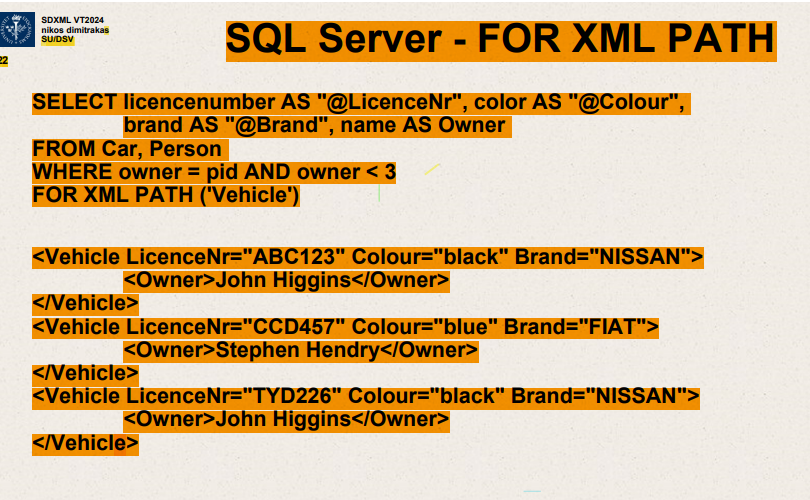 SDXML VT2024
nikos dimitrakas
SU/DSV
22
SQL Server - FOR XML PATH
SELECT licencenumber AS "@LicenceNr", color AS "@Colour",
brand AS "@Brand", name AS Owner
FROM Car, Person
WHERE owner = pid AND owner < 3
FOR XML PATH ('Vehicle')
<Vehicle LicenceNr="ABC123" Colour="black" Brand="NISSAN">
<Owner>John Higgins</Owner>
</Vehicle>
<Vehicle LicenceNr="CCD457" Colour="blue" Brand="FIAT">
<Owner>Stephen Hendry</Owner>
</Vehicle>
<Vehicle LicenceNr="TYD226" Colour="black" Brand="NISSAN">
<Owner>John Higgins</Owner>
</Vehicle>